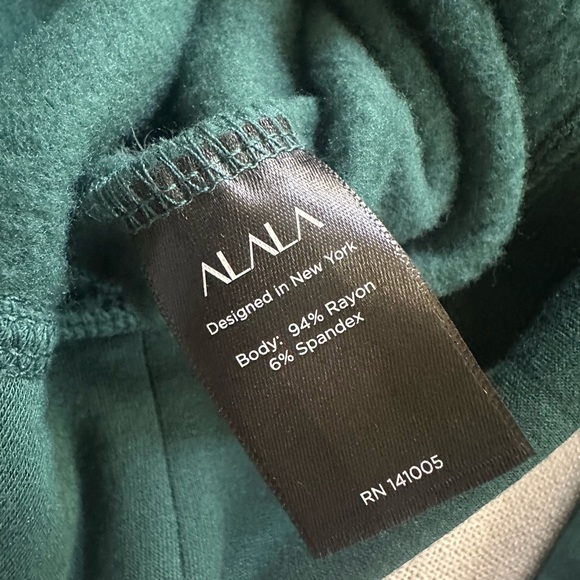 ALALA
Designed in New York
Body: 94% Rayon
6% Spandex
RN 141005